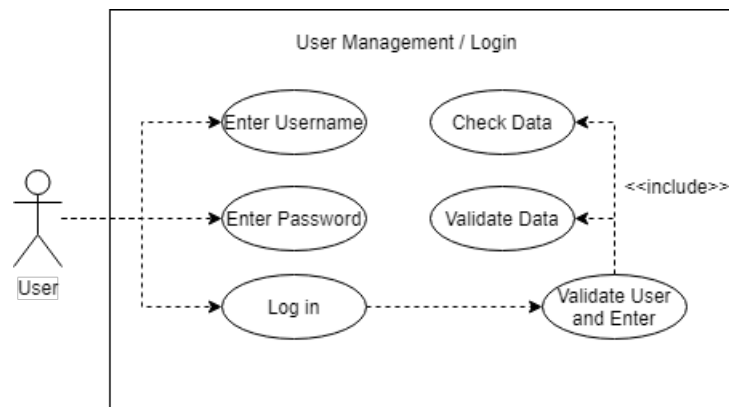 User Management / Login
Enter Username
Check Data
<<include>>
Enter Password
Validate Data
User
Log in
Validate User
and Enter